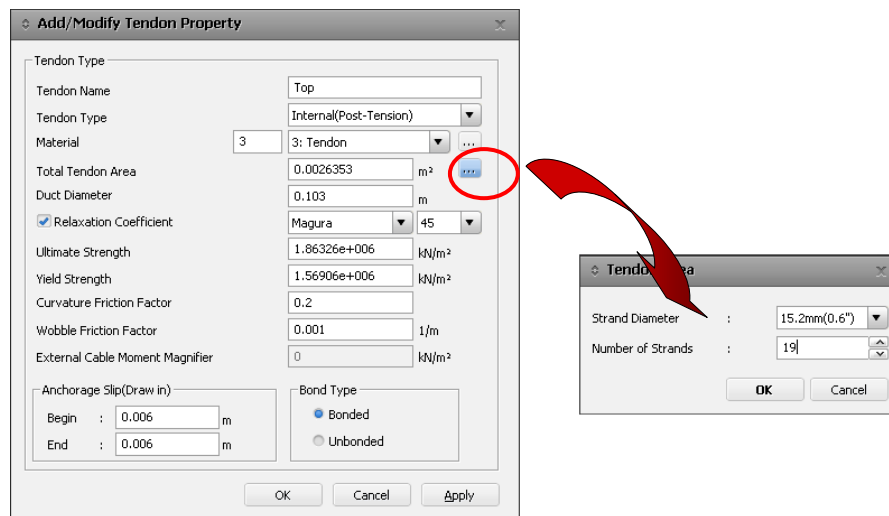 Add/Modify Tendon Property
Tendon Type
Tendon Name Top
Tendon Type Internal(Post-Tension)
Material 3 3: Tendon ...
Total Tendon Area 0.0026353 m² ...
Duct Diameter 0.103 m
Relaxation Coefficient Magura 45
Ultimate Strength 1.86326e+006 kN/m²
Yield Strength 1.56906e+006 kN/m²
Curvature Friction Factor 0.2
Wobble Friction Factor 0.001 1/m
External Cable Moment Magnifier 0 kN/m²
Anchorage Slip(Draw in)
Begin : 0.006 m
End : 0.006 m
Bond Type
Bonded
Unbonded
OK Cancel Apply
Strand Diameter : 15.2mm(0.6")
Number of Strands : 19
OK Cancel